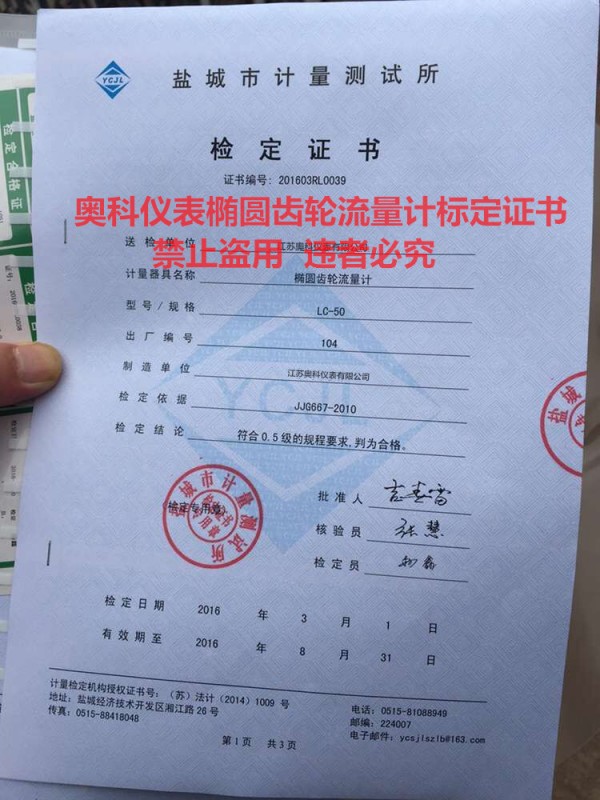 YCJL
盐城市计量测试所
检定证书
证书编号: 201603RL0039
奥科仪表椭圆齿轮流量计标定证书
送检单位 江苏奥科仪表有限公司
禁止盗用 违者必究
计量器具名称 椭圆齿轮流量计
型号/规格 LC-50
出厂编号 104
制造单位 江苏奥科仪表有限公司
YCJL
检定依据 JJG667-2010
检定结论 符合0.5级的规程要求,判为合格。
盐城市计量测试所
(检定专用章)
批准人
核验员 张慧
检定员
检定日期 2016 年 3 月 1 日
有效期至 2016 年 8 月 31 日
计量检定机构授权证书号: (苏)法计(2014)1009 号
地址: 盐城经济技术开发区湘江路26号
传真: 0515-88418048
电话: 0515-81088949
邮编: 224007
电子邮件: ycsjlszlb@163.com
第1页 共3页
检定合格证
盐城